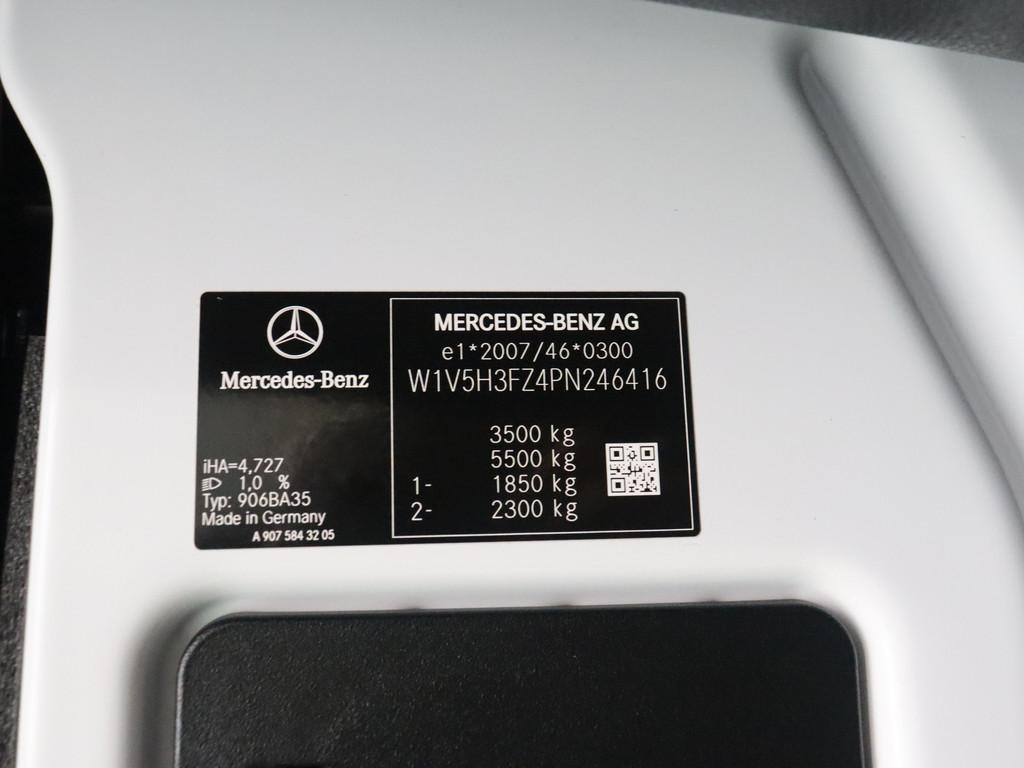 Mercedes-Benz
iHA=4,727
1,0 %
Typ: 906BA35
Made in Germany
A 907 584 32 05
MERCEDES-BENZ AG
e1*2007/46*0300
W1V5H3FZ4PN246416
3500 kg
5500 kg
1- 1850 kg
2- 2300 kg